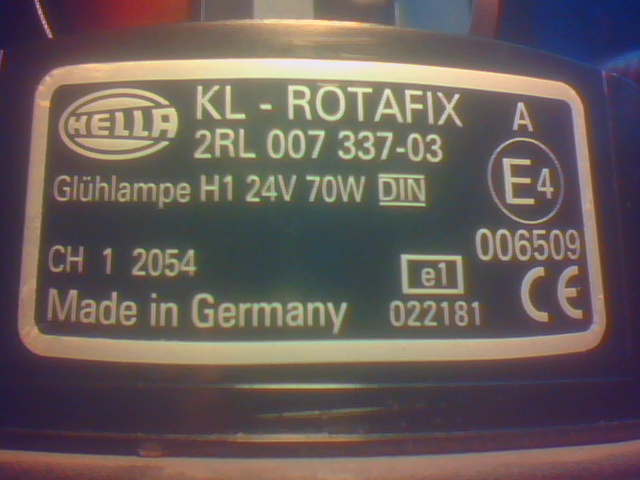 HELLA
KL - ROTAFIX
2RL 007 337-03
Glühlampe H1 24V 70W DIN
A
E4
006509
CH 1 2054
e1
022181
Made in Germany
CE